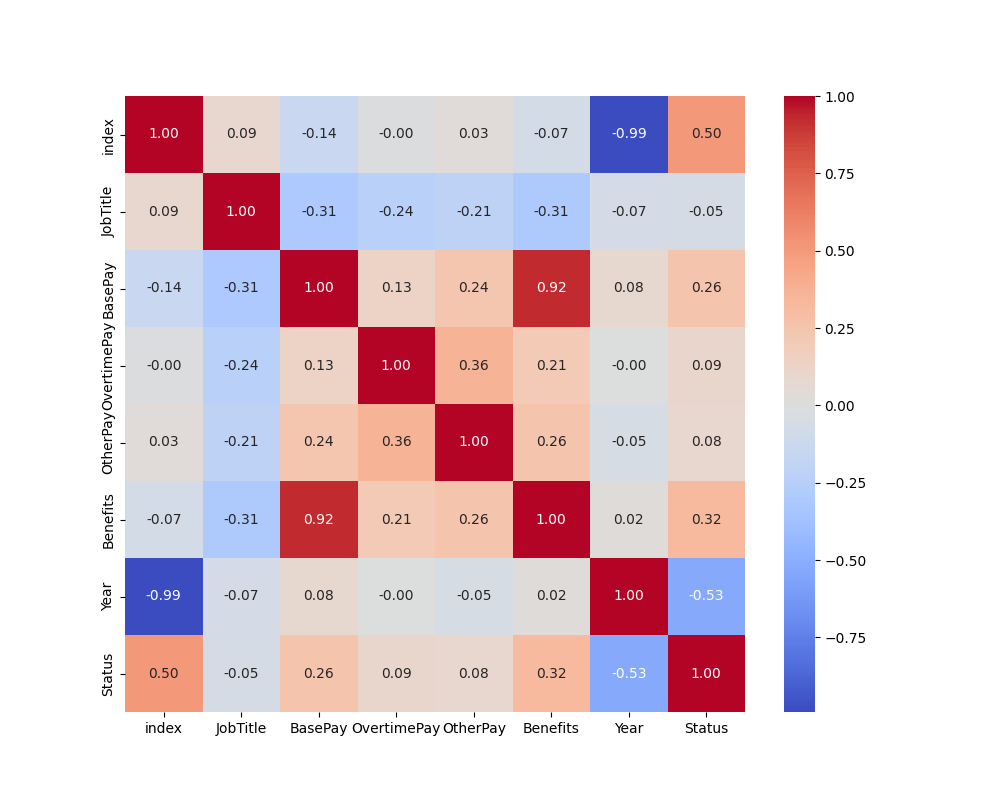 index 1.00 0.09 -0.14 -0.00 0.03 -0.07 -0.99 0.50
JobTitle 0.09 1.00 -0.31 -0.24 -0.21 -0.31 -0.07 -0.05
BasePay -0.14 -0.31 1.00 0.13 0.24 0.92 0.08 0.26
OvertimePay -0.00 -0.24 0.13 1.00 0.36 0.21 -0.00 0.09
OtherPay 0.03 -0.21 0.24 0.36 1.00 0.26 -0.05 0.08
Benefits -0.07 -0.31 0.92 0.21 0.26 1.00 0.02 0.32
Year -0.99 -0.07 0.08 -0.00 -0.05 0.02 1.00 -0.53
Status 0.50 -0.05 0.26 0.09 0.08 0.32 -0.53 1.00
index JobTitle BasePay OvertimePay OtherPay Benefits Year Status
1.00
0.75
0.50
0.25
0.00
−0.25
−0.50
−0.75